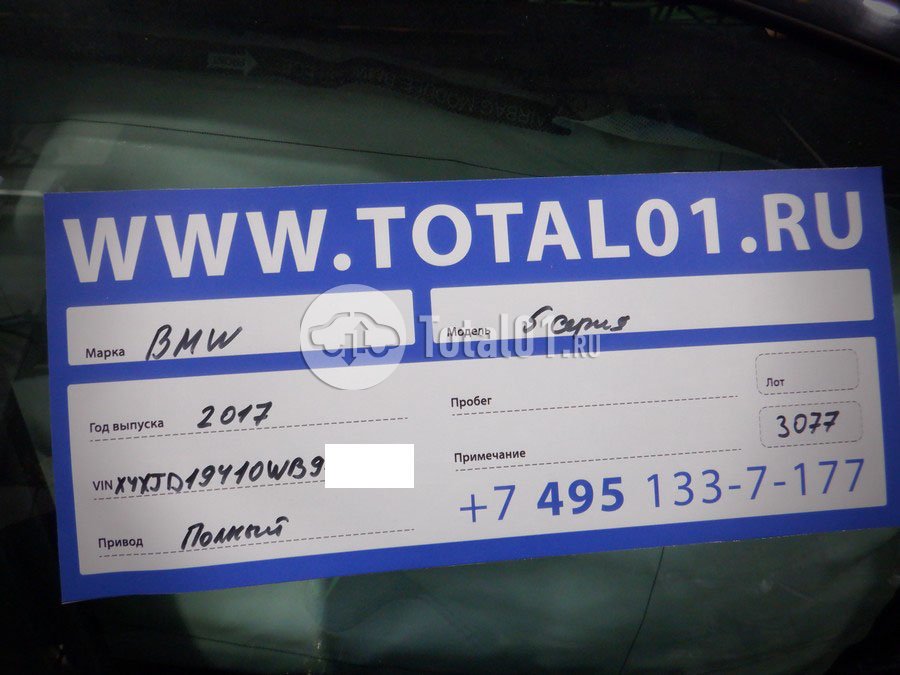 WWW.TOTAL01.RU
Марка BMW
Модель 5 серия
Total01.RU
Год выпуска 2017
Пробег
Лот
3077
VIN X4XJD19410WB9
Примечание
+7 495 133-7-177
Привод Полный